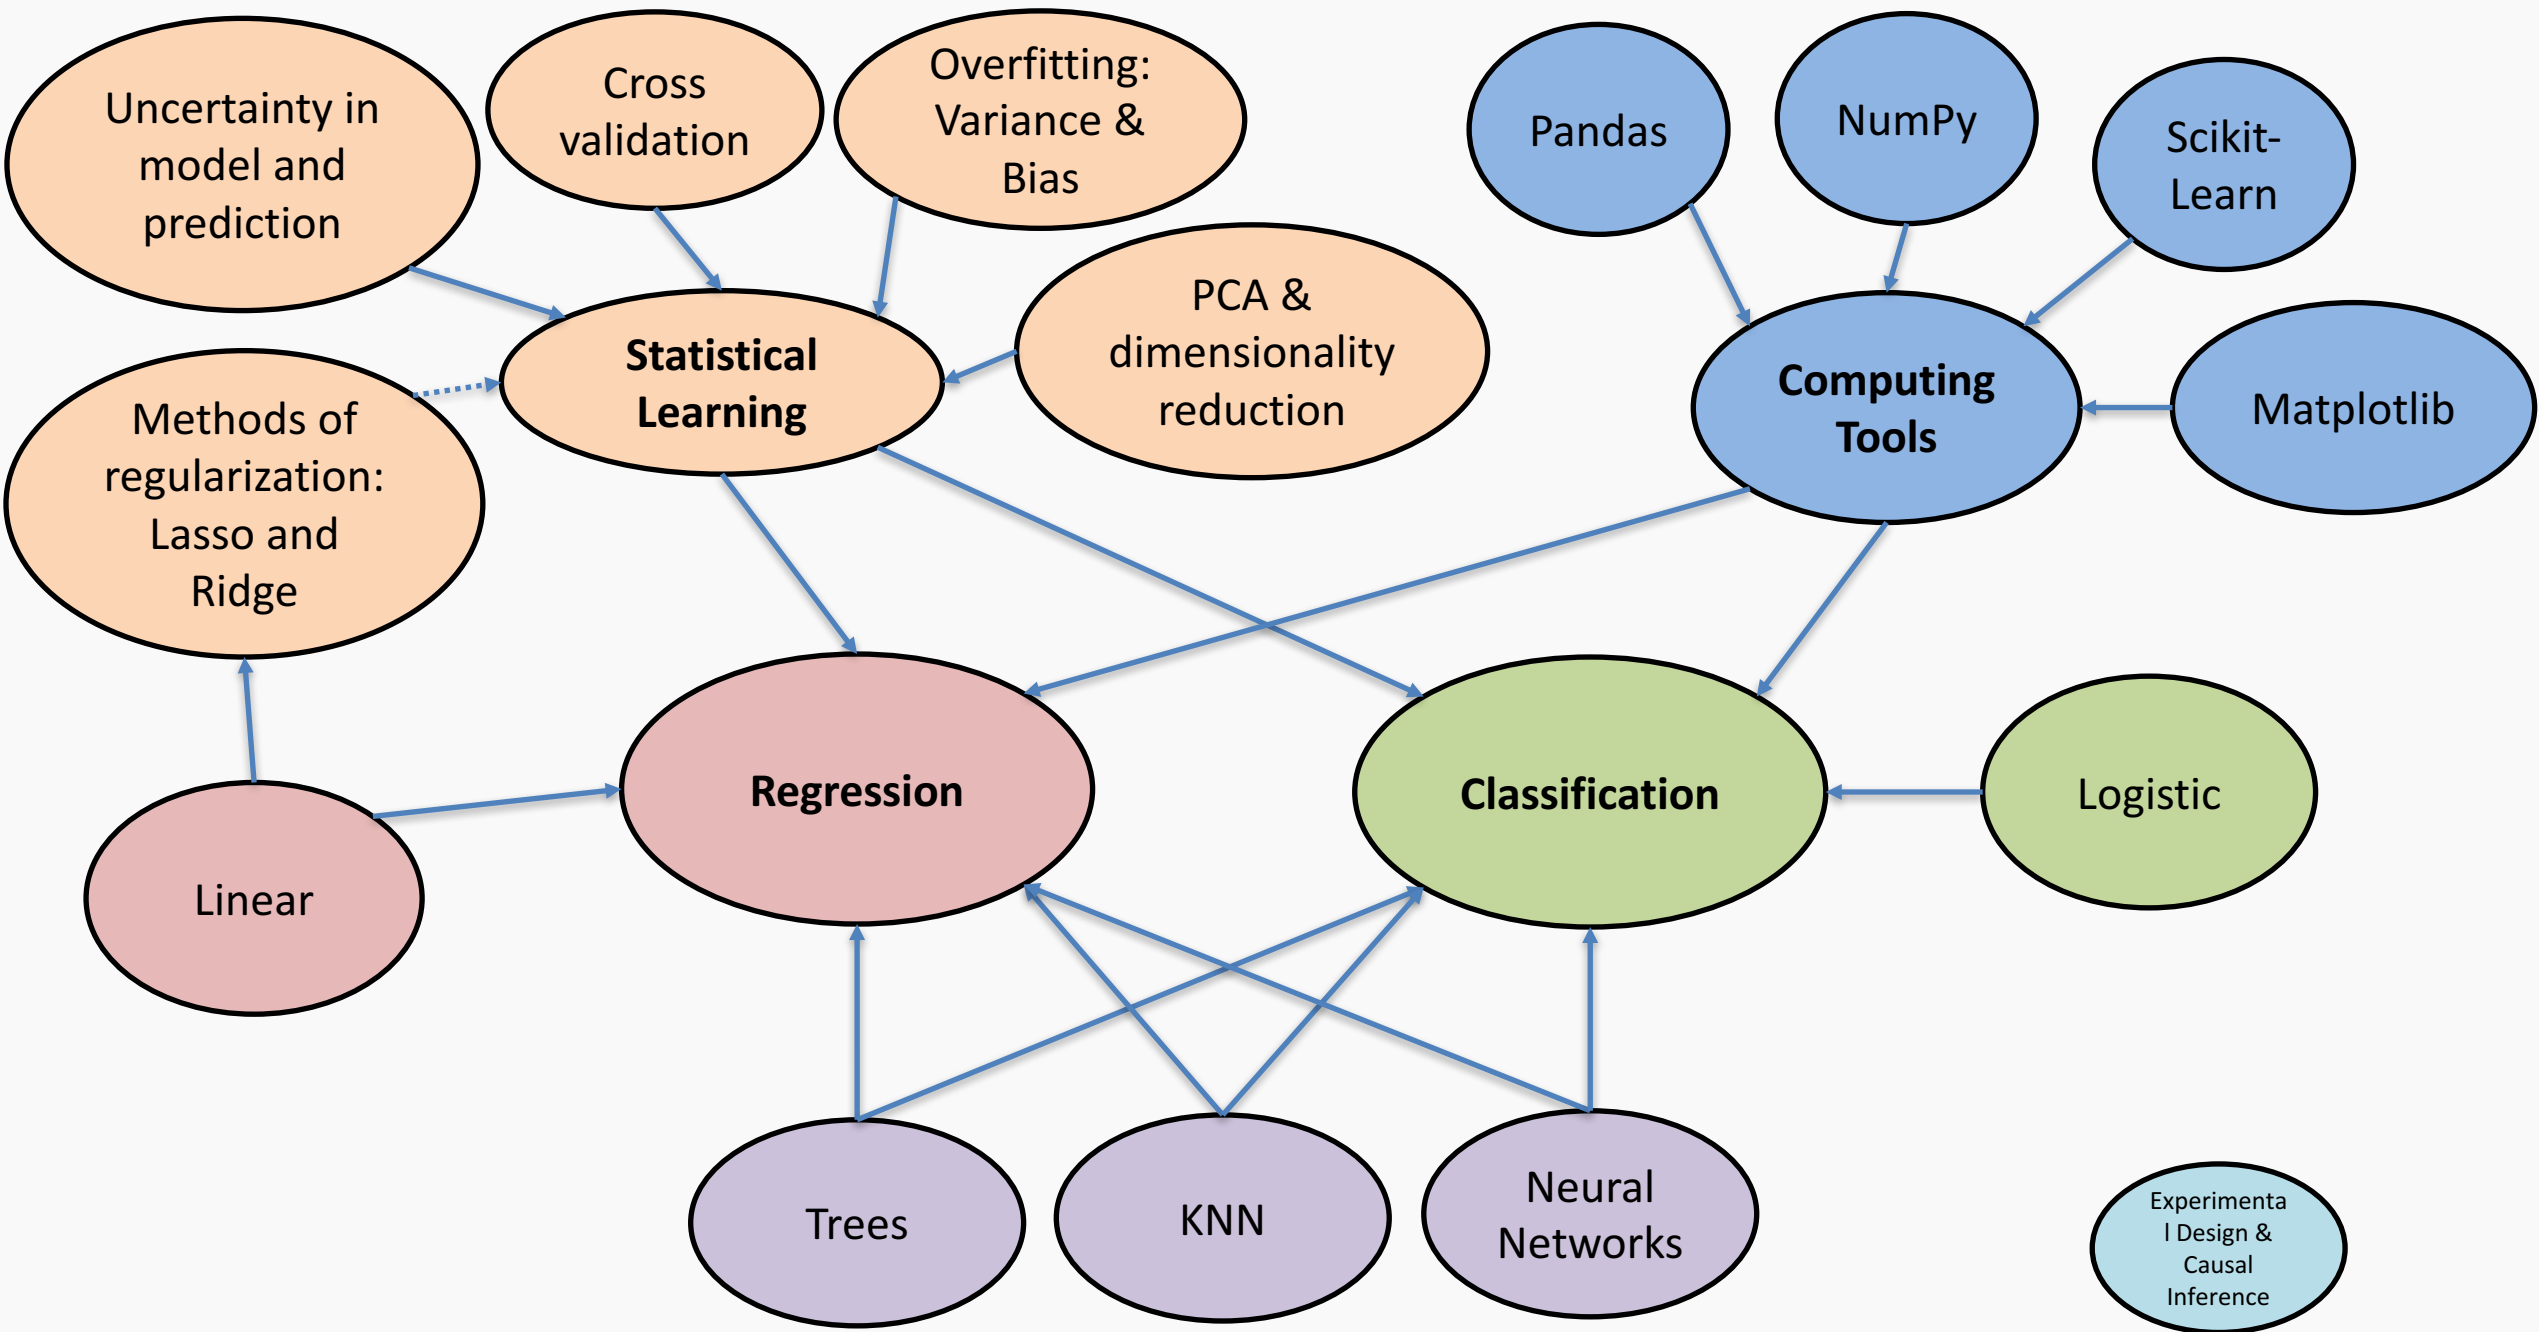 Uncertainty in
model and
prediction
Cross
validation
Overfitting:
Variance &
Bias
Pandas
NumPy
Scikit-
Learn
PCA &
dimensionality
reduction
Statistical
Learning
Computing
Tools
Matplotlib
Methods of
regularization:
Lasso and
Ridge
Regression
Classification
Logistic
Linear
Trees
KNN
Neural
Networks
Experimenta
l Design &
Causal
Inference